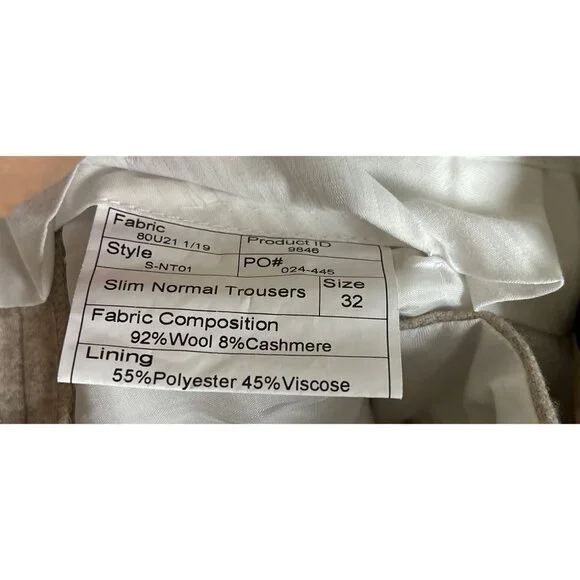 Fabric
80U21 1/19
Product ID
9846
Style
S-NT01
PO#
024-445
Slim Normal Trousers
Size
32
Fabric Composition
92%Wool 8%Cashmere
Lining
55%Polyester 45%Viscose